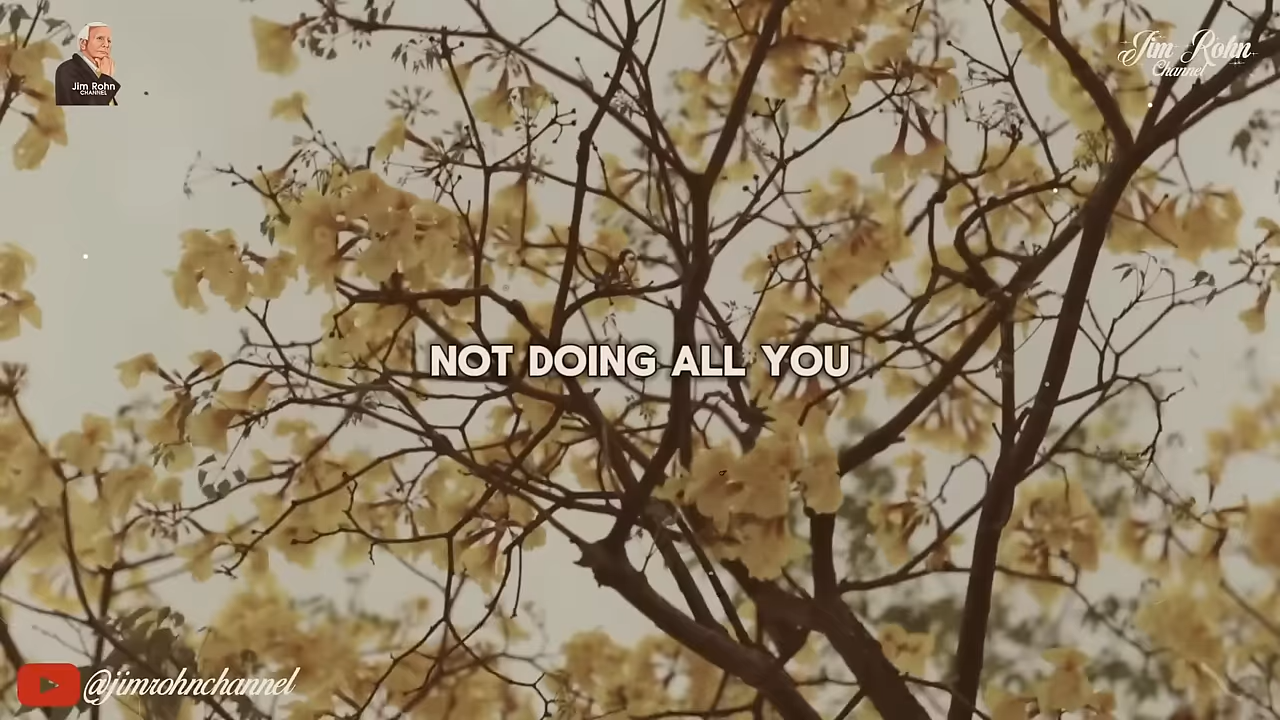 Jim Rohn
CHANNEL
Jim Rohn
Channel
NOT DOING ALL YOU
@jimrohnchannel